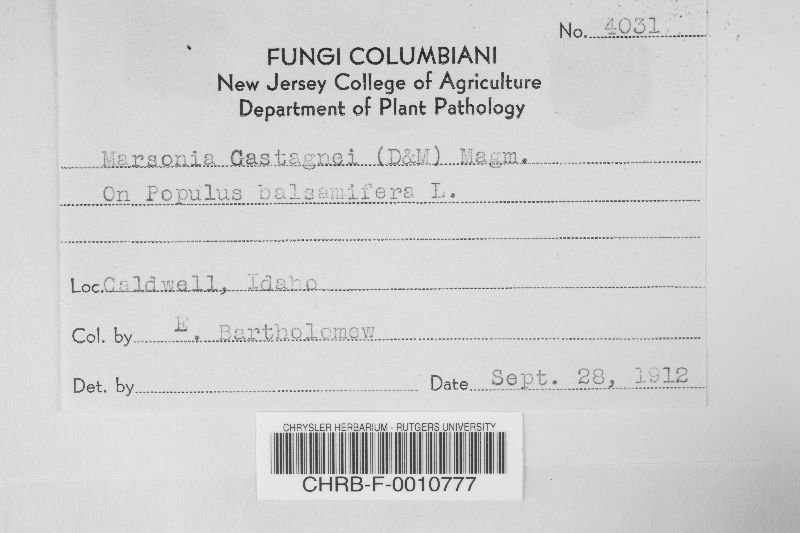 No. 4031
FUNGI COLUMBIANI
New Jersey College of Agriculture
Department of Plant Pathology
Marsonia Castagnei (D&M) Magm.
On Populus balsamifera L.
Loc. Caldwell, Idaho
Col. by E. Bartholomew
Det. by
Date Sept. 28, 1912
CHRYSLER HERBARIUM - RUTGERS UNIVERSITY
CHRB-F-0010777